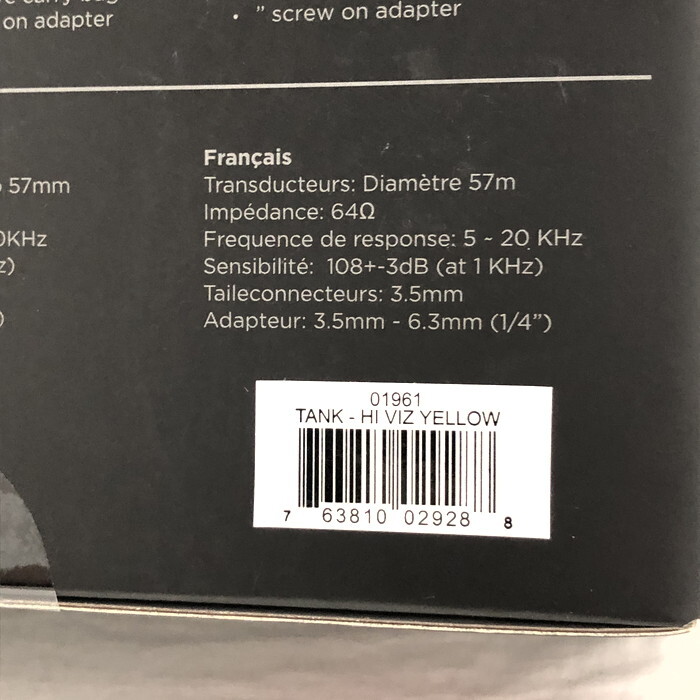 on adapter
• " screw on adapter
57mm
0KHz
z)
)
Français
Transducteurs: Diamètre 57m
Impédance: 64Ω
Frequence de response: 5 ~ 20 KHz
Sensibilité: 108+-3dB (at 1 KHz)
Taileconnecteurs: 3.5mm
Adapteur: 3.5mm - 6.3mm (1/4")
01961
TANK - HI VIZ YELLOW
7 63810 02928 8